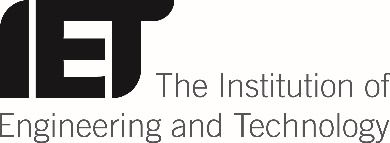 IET
The Institution of
Engineering and Technology